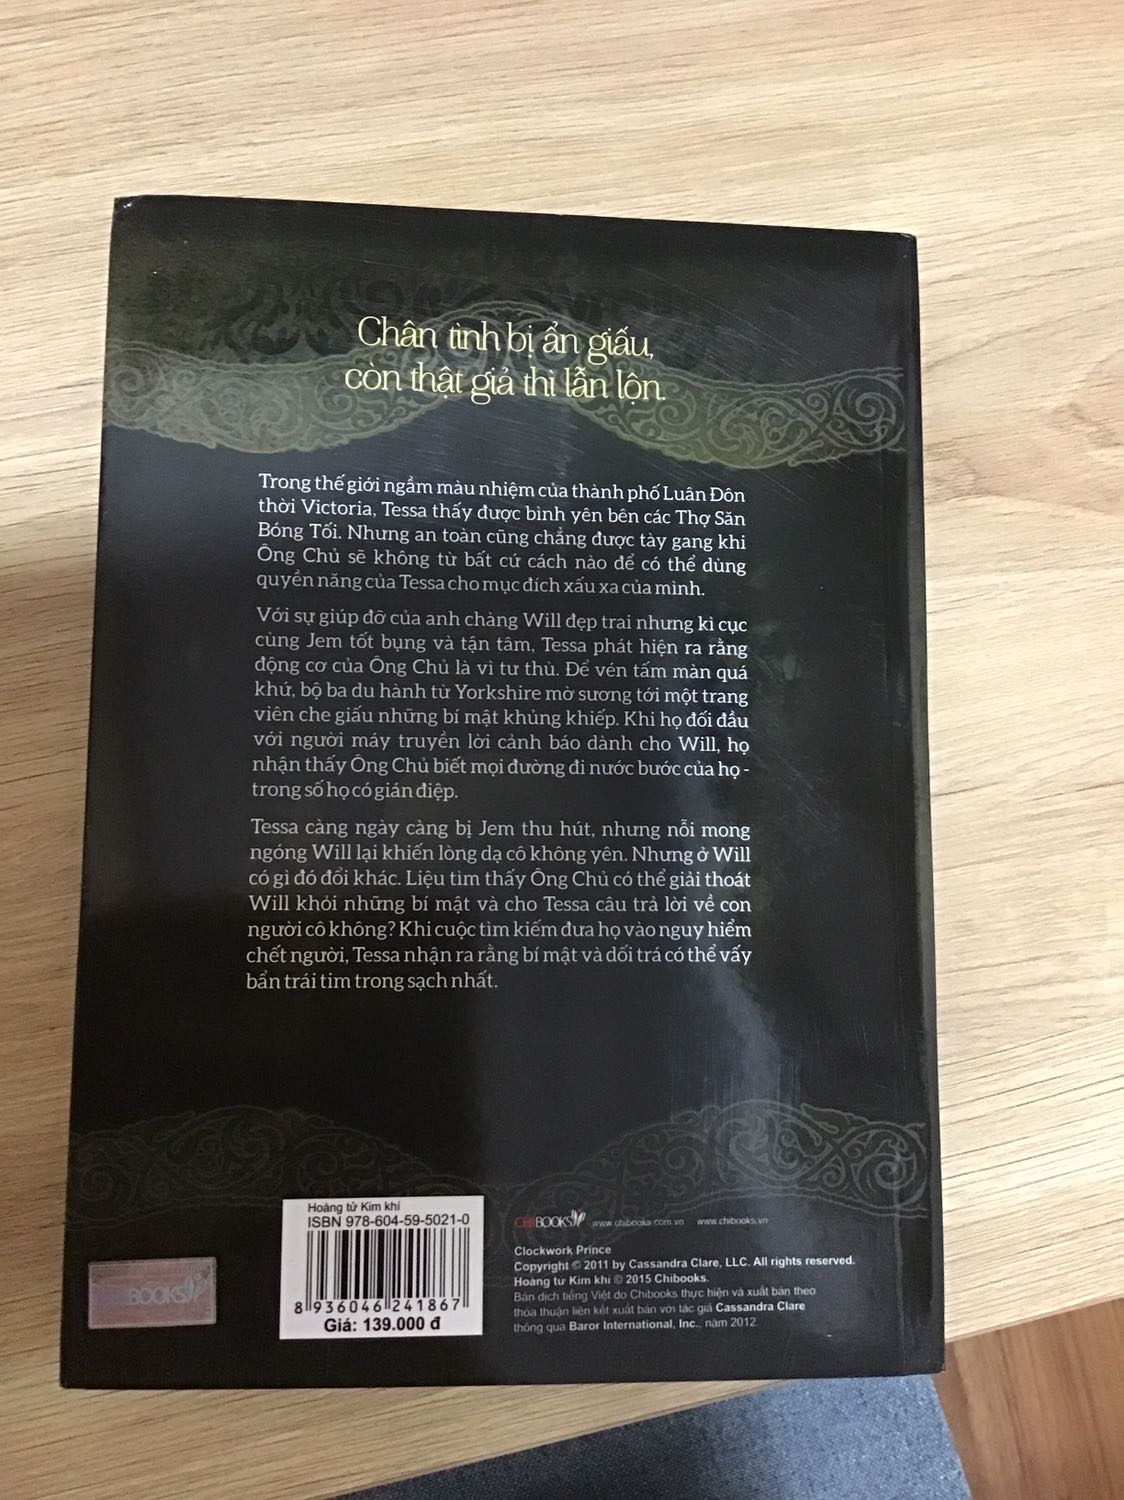 Chân tình bị ẩn giấu,
còn thật giả thì lẫn lộn.
Trong thế giới ngầm màu nhiệm của thành phố Luân Đôn
thời Victoria, Tessa thấy được bình yên bên các Thợ Săn
Bóng Tối. Nhưng an toàn cũng chẳng được tày gang khi
Ông Chủ sẽ không từ bất cứ cách nào để có thể dùng
quyền năng của Tessa cho mục đích xấu xa của mình.
Với sự giúp đỡ của anh chàng Will đẹp trai nhưng kì cục
cùng Jem tốt bụng và tận tâm, Tessa phát hiện ra rằng
động cơ của Ông Chủ là vì tư thù. Để vén tấm màn quá
khứ, bộ ba du hành từ Yorkshire mờ sương tới một trang
viên che giấu những bí mật khủng khiếp. Khi họ đối đầu
với người máy truyền lời cảnh báo dành cho Will, họ
nhận thấy Ông Chủ biết mọi đường đi nước bước của họ -
trong số họ có gián điệp.
Tessa càng ngày càng bị Jem thu hút, nhưng nỗi mong
ngóng Will lại khiến lòng dạ cô không yên. Nhưng ở Will
có gì đó đổi khác. Liệu tìm thấy Ông Chủ có thể giải thoát
Will khỏi những bí mật và cho Tessa câu trả lời về con
người cô không? Khi cuộc tìm kiếm đưa họ vào nguy hiểm
chết người, Tessa nhận ra rằng bí mật và dối trá có thể vấy
bẩn trái tim trong sạch nhất.
Hoàng tử Kim khí
ISBN 978-604-59-5021-0
8 936046 241867
Giá: 139.000 đ
CHIBOOKS
CHIBOOKS www.chibooks.com.vn www.chibooks.vn
Clockwork Prince
Copyright © 2011 by Cassandra Clare, LLC. All rights reserved.
Hoàng tử Kim khí © 2015 Chibooks.
Bản dịch tiếng Việt do Chibooks thực hiện và xuất bản theo
thỏa thuận liên kết xuất bản với tác giả Cassandra Clare
thông qua Baror International, Inc., năm 2012.